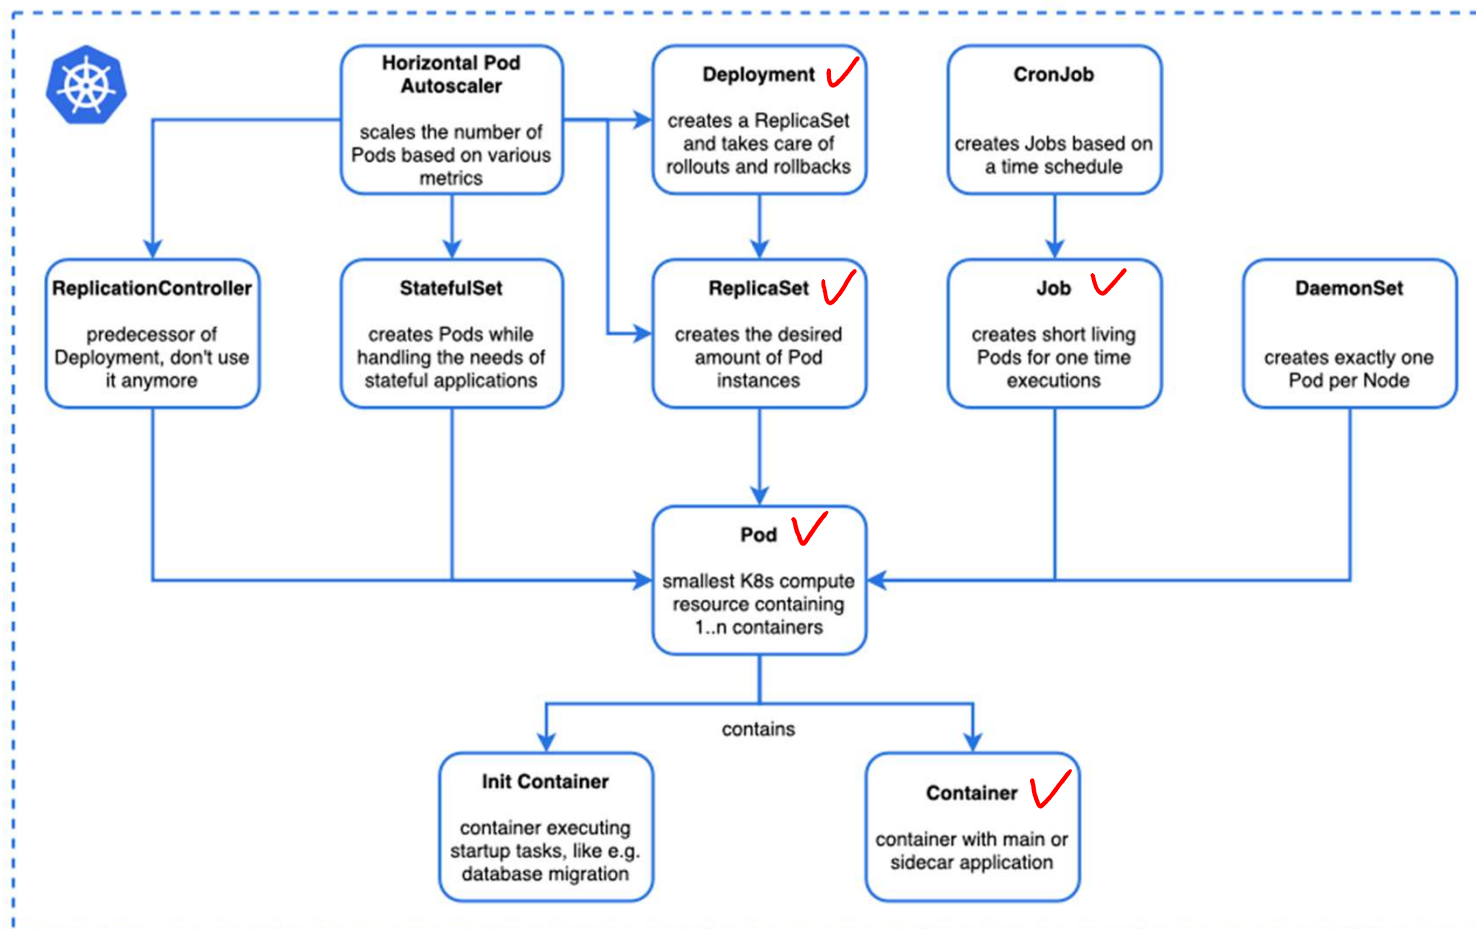 Horizontal Pod
Autoscaler
scales the number of
Pods based on various
metrics
Deployment
creates a ReplicaSet
and takes care of
rollouts and rollbacks
CronJob
creates Jobs based on
a time schedule
ReplicationController
predecessor of
Deployment, don't use
it anymore
StatefulSet
creates Pods while
handling the needs of
stateful applications
ReplicaSet
creates the desired
amount of Pod
instances
Job
creates short living
Pods for one time
executions
DaemonSet
creates exactly one
Pod per Node
Pod
smallest K8s compute
resource containing
1..n containers
contains
Init Container
container executing
startup tasks, like e.g.
database migration
Container
container with main or
sidecar application